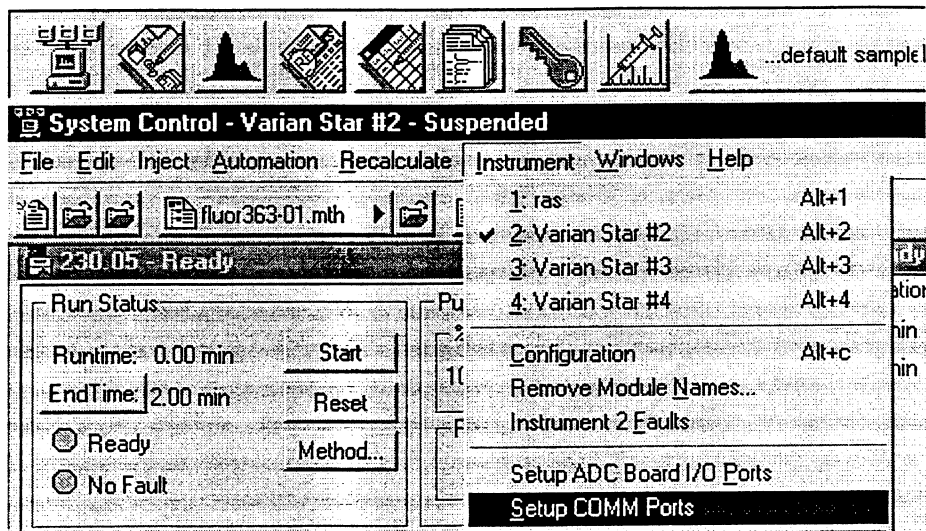 ...default sample
System Control - Varian Star #2 - Suspended
File Edit Inject Automation Recalculate Instrument Windows Help
fluor363-01.mth
230.05 - Ready
Run Status
Runtime: 0.00 min
Start
EndTime: 2.00 min
Reset
Ready
Method...
No Fault
Pu
%
10
1: ras Alt+1
2: Varian Star #2 Alt+2
3: Varian Star #3 Alt+3
4: Varian Star #4 Alt+4
Configuration Alt+c
Remove Module Names...
Instrument 2 Faults
Setup ADC Board I/O Ports
Setup COMM Ports